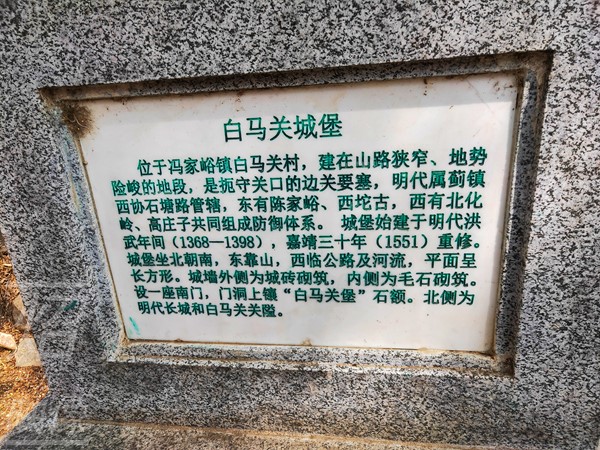 白马关城堡
位于冯家峪镇白马关村，建在山路狭窄、地势
险峻的地段，是扼守关口的边关要塞，明代属蓟镇
西协石塘路管辖，东有陈家峪、西坨古，西有北化
岭、高庄子共同组成防御体系。城堡始建于明代洪
武年间（1368—1398），嘉靖三十年（1551）重修。
城堡坐北朝南，东靠山，西临公路及河流，平面呈
长方形。城墙外侧为城砖砌筑，内侧为毛石砌筑。
设一座南门，门洞上镶“白马关堡”石额。北侧为
明代长城和白马关关隘。